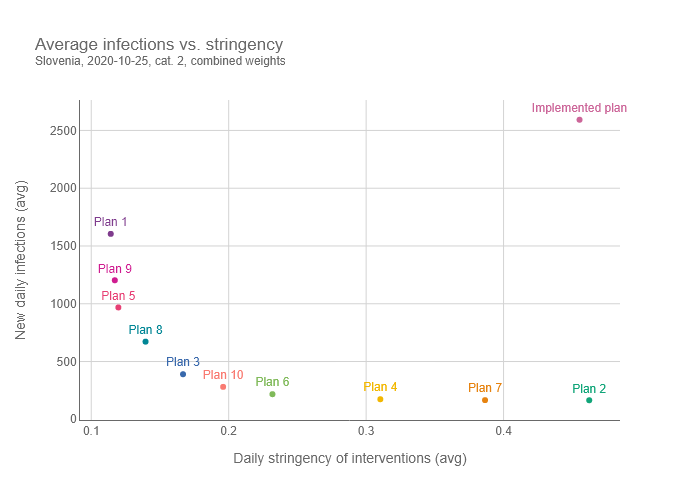 Average infections vs. stringency
Slovenia, 2020-10-25, cat. 2, combined weights
Implemented plan
2500
2000
Plan 1
1500
Plan 9
Plan 5
1000
Plan 8
500
Plan 3
Plan 10
Plan 6
Plan 4
Plan 7
Plan 2
0
0.1
0.2
0.3
0.4
New daily infections (avg)
Daily stringency of interventions (avg)